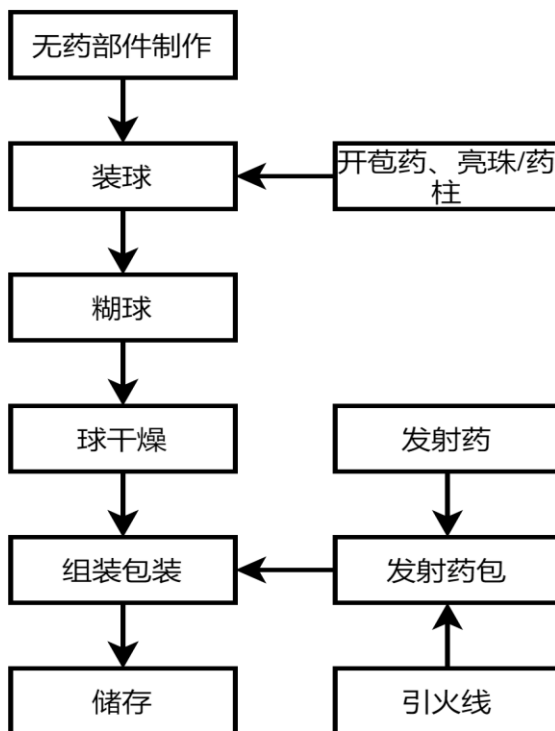 无药部件制作
装球
开苞药、亮珠/药
柱
糊球
球干燥
发射药
组装包装
发射药包
储存
引火线